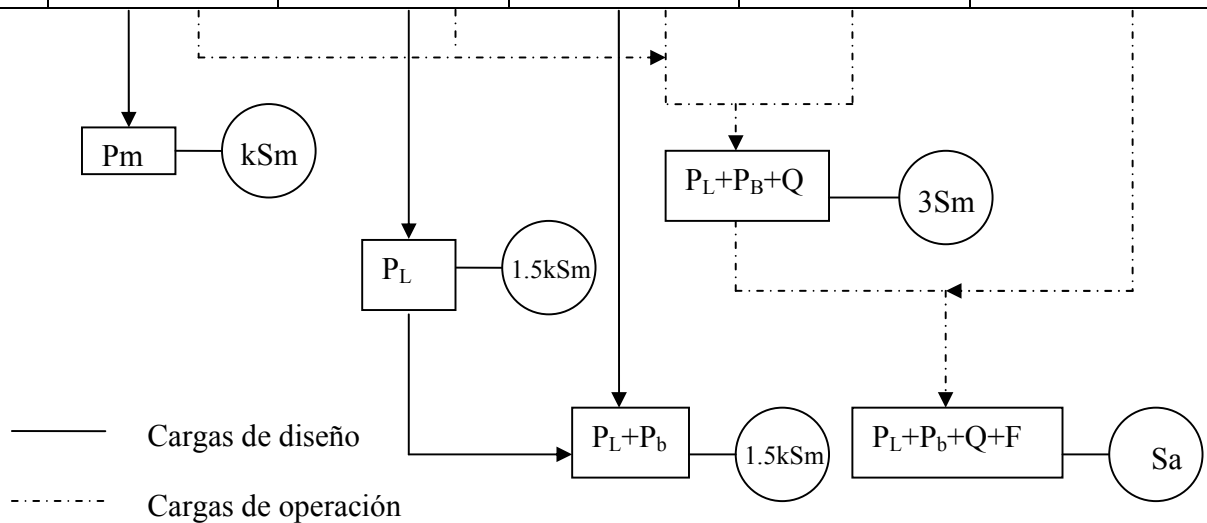 Pm
kSm
P_L+P_B+Q
3Sm
P_L
1.5kSm
P_L+P_b
1.5kSm
P_L+P_b+Q+F
Sa
Cargas de diseño
Cargas de operación